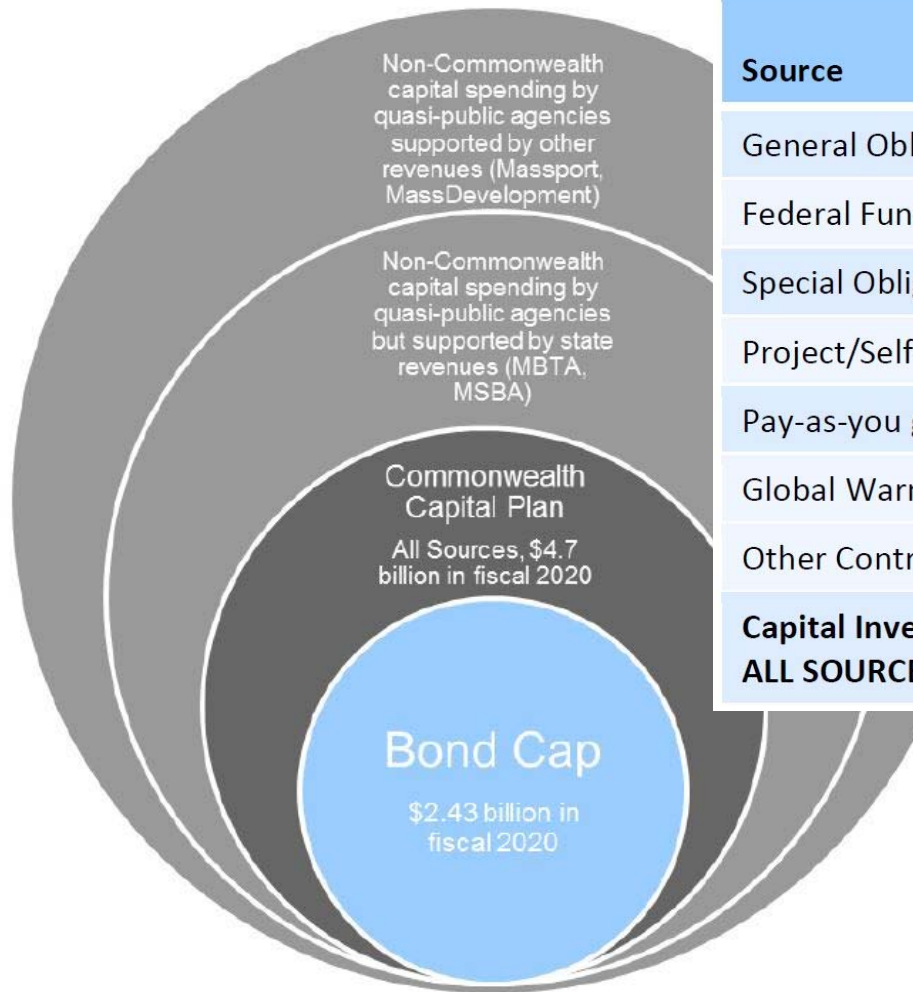 Non-Commonwealth
capital spending by
quasi-public agencies
supported by other
revenues (Massport,
MassDevelopment)
Non-Commonwealth
capital spending by
quasi-public agencies
but supported by state
revenues (MBTA,
MSBA)
Commonwealth
Capital Plan
All Sources, $4.7
billion in fiscal 2020
Bond Cap
$2.43 billion in
fiscal 2020
Source
General Obl
Federal Fun
Special Obli
Project/Self
Pay-as-you
Global Warr
Other Contr
Capital Inve
ALL SOURC